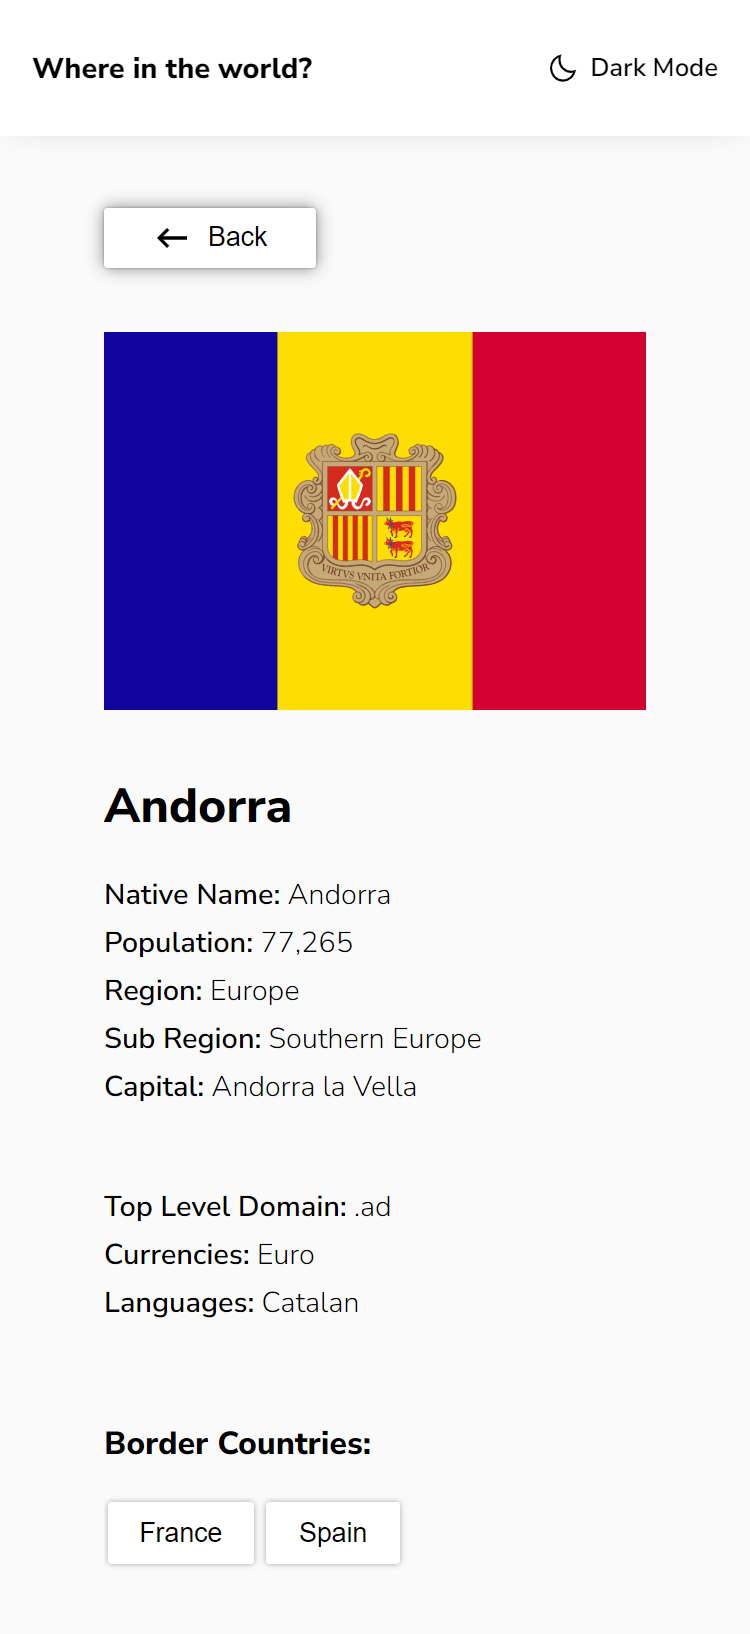 Where in the world?
Dark Mode
Back
VIRTVS VNITA FORTIOR
Andorra
Native Name: Andorra
Population: 77,265
Region: Europe
Sub Region: Southern Europe
Capital: Andorra la Vella
Top Level Domain: .ad
Currencies: Euro
Languages: Catalan
Border Countries:
France
Spain